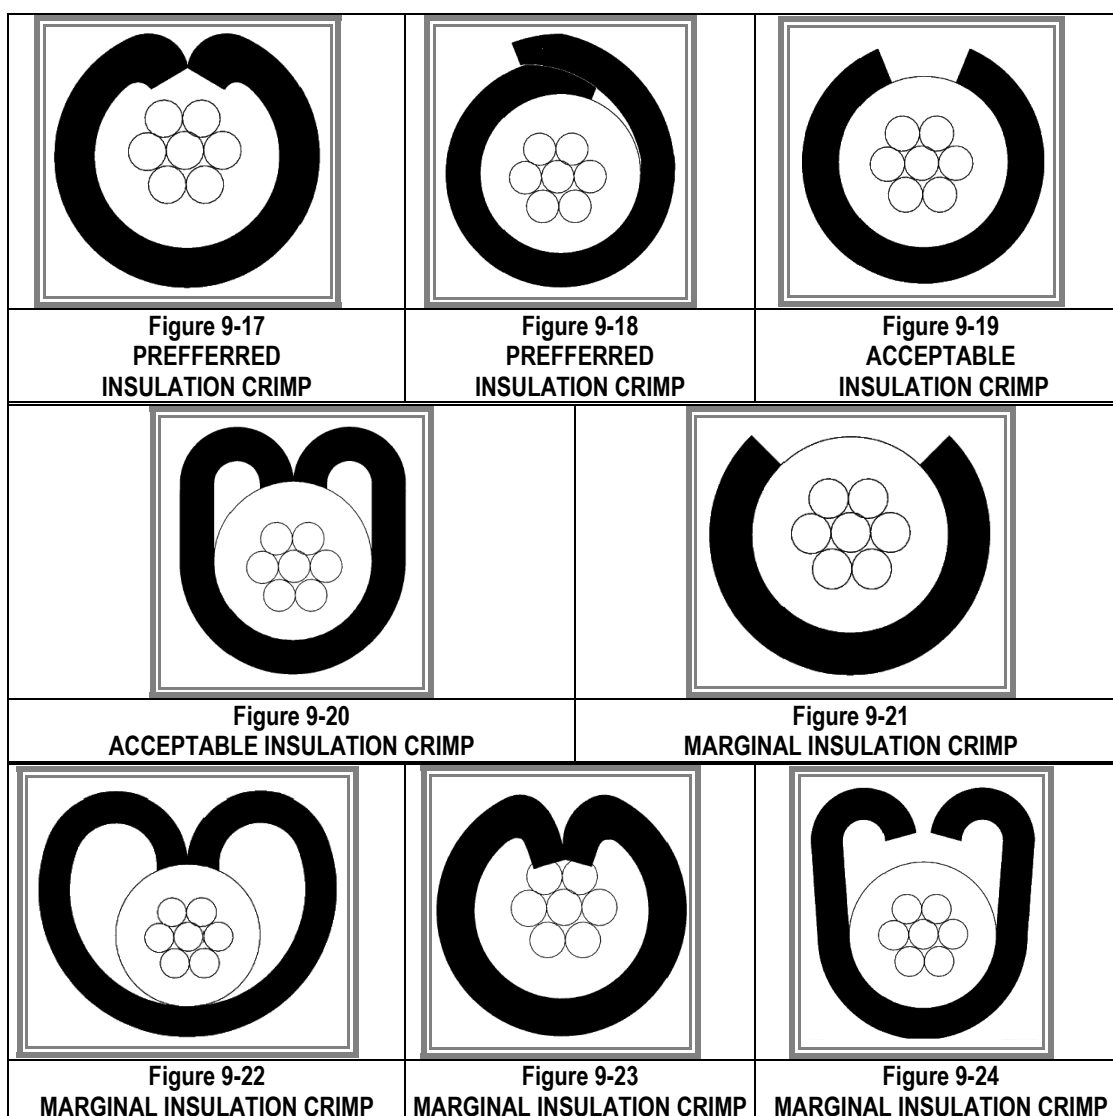 Figure 9-17
PREFFERRED
INSULATION CRIMP
Figure 9-18
PREFFERRED
INSULATION CRIMP
Figure 9-19
ACCEPTABLE
INSULATION CRIMP
Figure 9-20
ACCEPTABLE INSULATION CRIMP
Figure 9-21
MARGINAL INSULATION CRIMP
Figure 9-22
MARGINAL INSULATION CRIMP
Figure 9-23
MARGINAL INSULATION CRIMP
Figure 9-24
MARGINAL INSULATION CRIMP